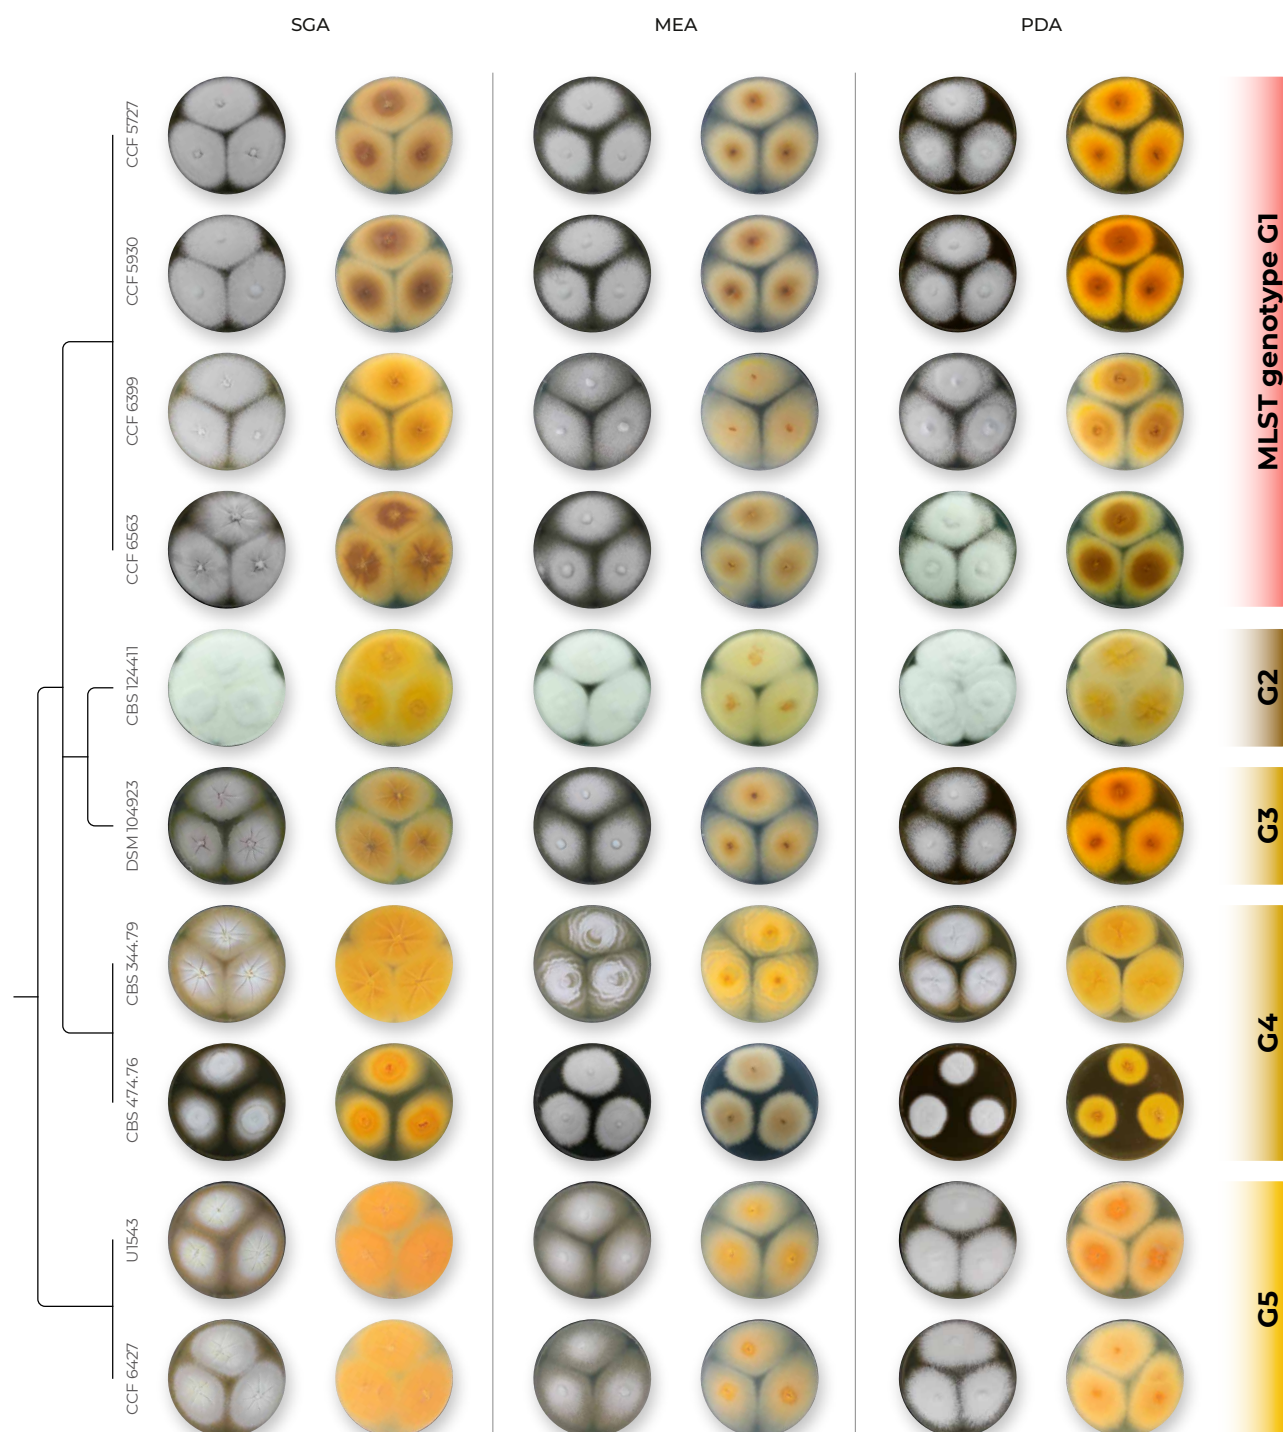 SGA
MEA
PDA
CCF 5727
CCF 5930
CCF 6399
CCF 6563
MLST genotype G1
CBS 124411
G2
DSM 104923
G3
CBS 344.79
CBS 474.76
G4
U1543
CCF 6427
G5